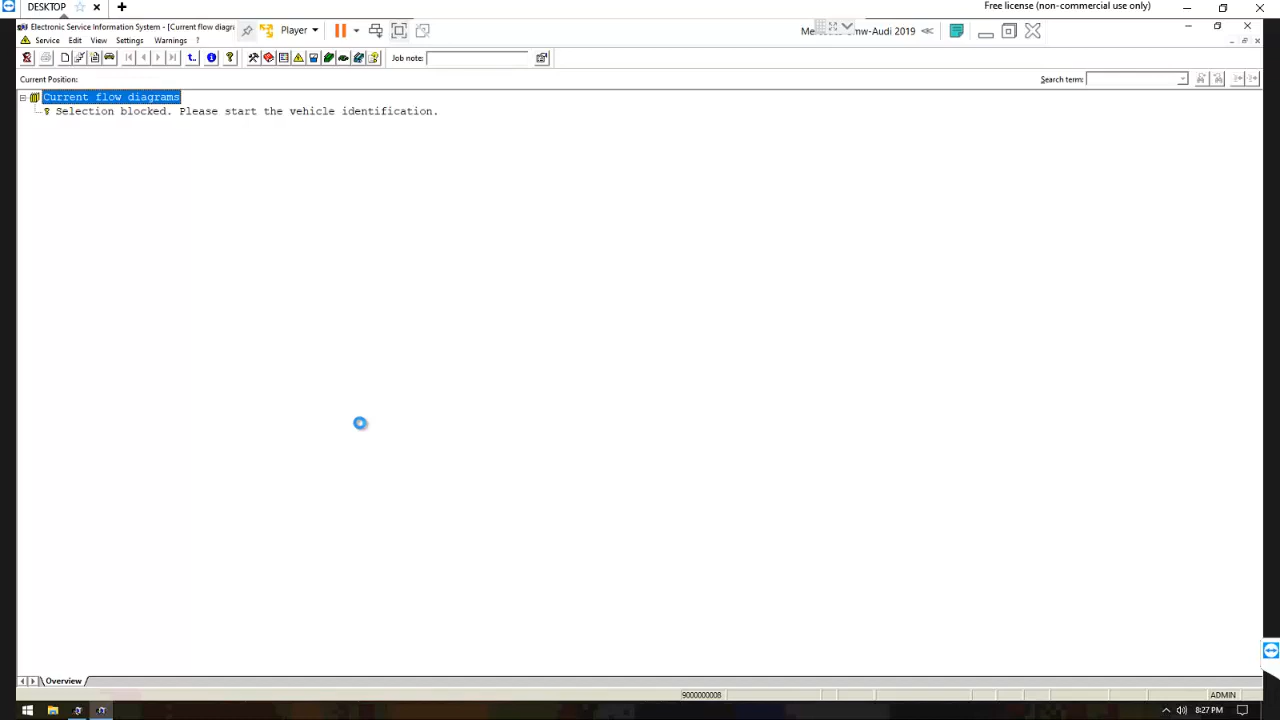 DESKTOP
Free license (non-commercial use only)
Electronic Service Information System - [Current flow diagra
Player
-Audi 2019
Service Edit View Settings Warnings ?
Job note:
Current Position:
Search term:
Current flow diagrams
Selection blocked. Please start the vehicle identification.
Overview
9000000008
ADMIN
8:27 PM